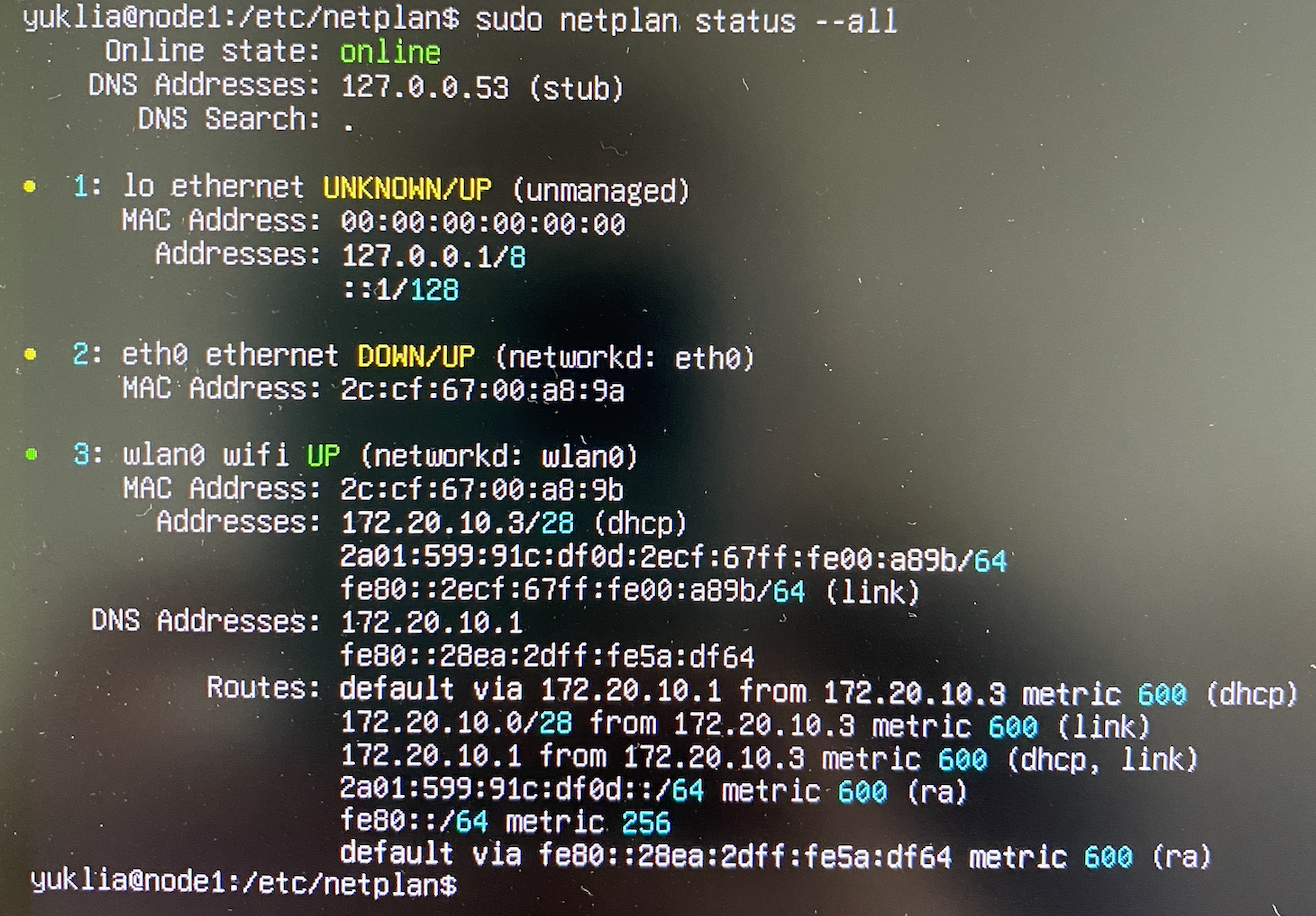 yuklia@node1:/etc/netplan$ sudo netplan status --all
Online state: online
DNS Addresses: 127.0.0.53 (stub)
DNS Search: .
● 1: lo ethernet UNKNOWN/UP (unmanaged)
MAC Address: 00:00:00:00:00:00
Addresses: 127.0.0.1/8
::1/128
● 2: eth0 ethernet DOWN/UP (networkd: eth0)
MAC Address: 2c:cf:67:00:a8:9a
● 3: wlan0 wifi UP (networkd: wlan0)
MAC Address: 2c:cf:67:00:a8:9b
Addresses: 172.20.10.3/28 (dhcp)
2a01:599:91c:df0d:2ecf:67ff:fe00:a89b/64
fe80::2ecf:67ff:fe00:a89b/64 (link)
DNS Addresses: 172.20.10.1
fe80::28ea:2dff:fe5a:df64
Routes: default via 172.20.10.1 from 172.20.10.3 metric 600 (dhcp)
172.20.10.0/28 from 172.20.10.3 metric 600 (link)
172.20.10.1 from 172.20.10.3 metric 600 (dhcp, link)
2a01:599:91c:df0d::/64 metric 600 (ra)
fe80::/64 metric 256
default via fe80::28ea:2dff:fe5a:df64 metric 600 (ra)
yuklia@node1:/etc/netplan$